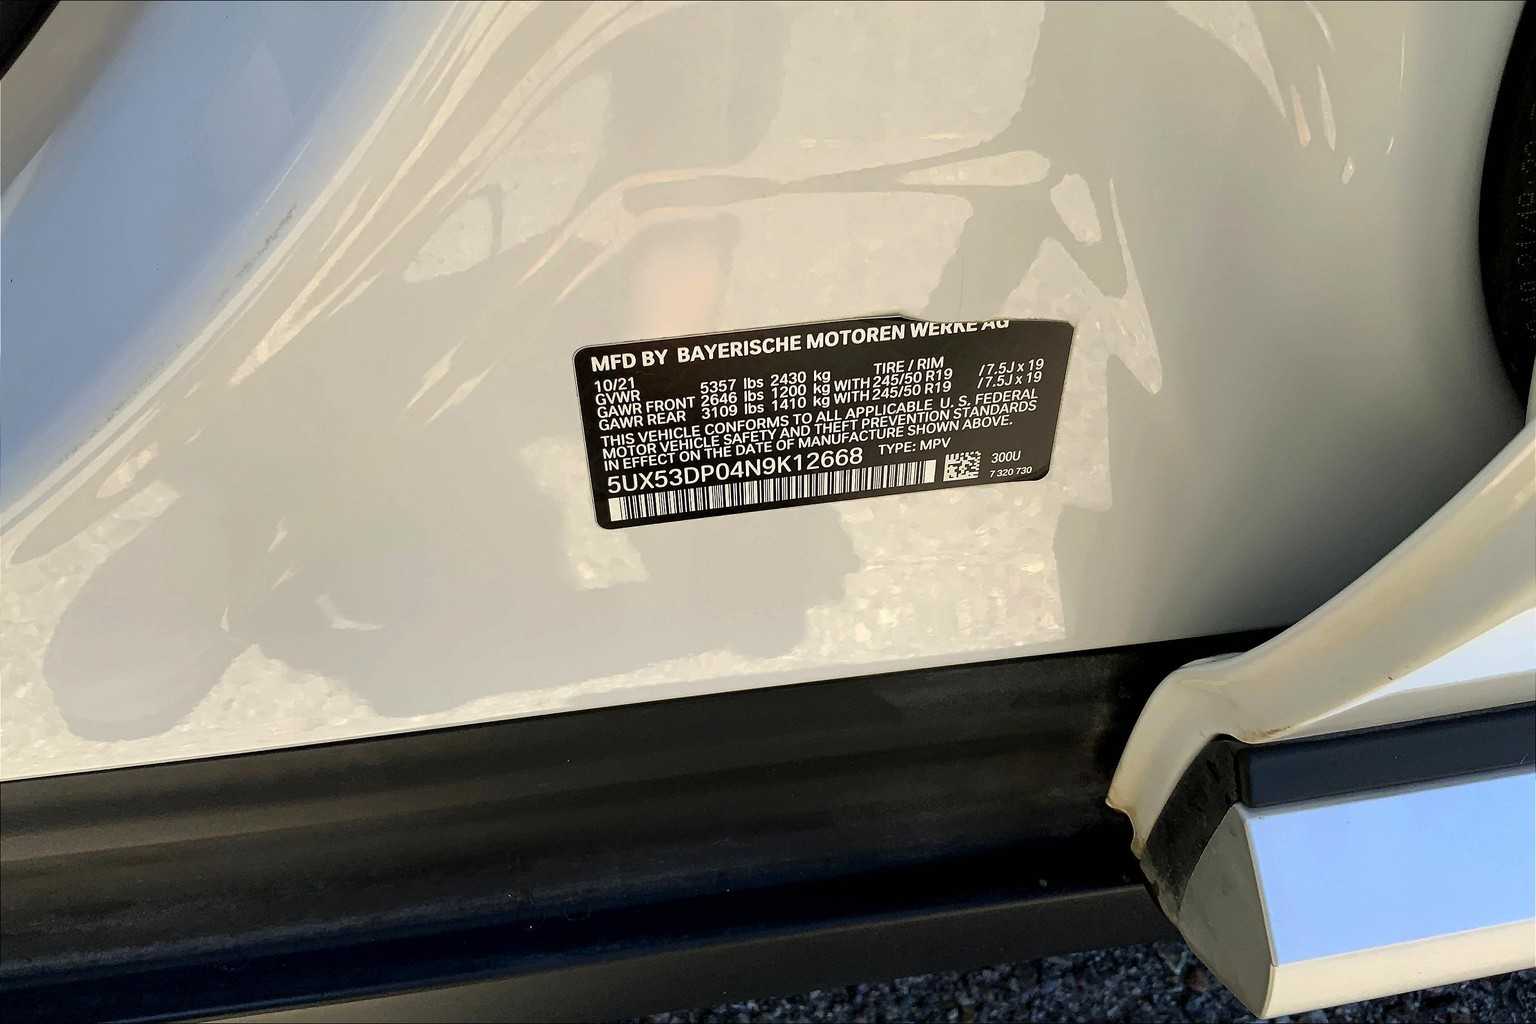 MFD BY BAYERISCHE MOTOREN WERKE AG
10/21 TIRE / RIM
GVWR 5357 lbs 2430 kg
GAWR FRONT 2646 lbs 1200 kg WITH 245/50 R19 / 7.5J x 19
GAWR REAR 3109 lbs 1410 kg WITH 245/50 R19 / 7.5J x 19
THIS VEHICLE CONFORMS TO ALL APPLICABLE U. S. FEDERAL
MOTOR VEHICLE SAFETY AND THEFT PREVENTION STANDARDS
IN EFFECT ON THE DATE OF MANUFACTURE SHOWN ABOVE.
5UX53DP04N9K12668 TYPE: MPV
300U
7 320 730